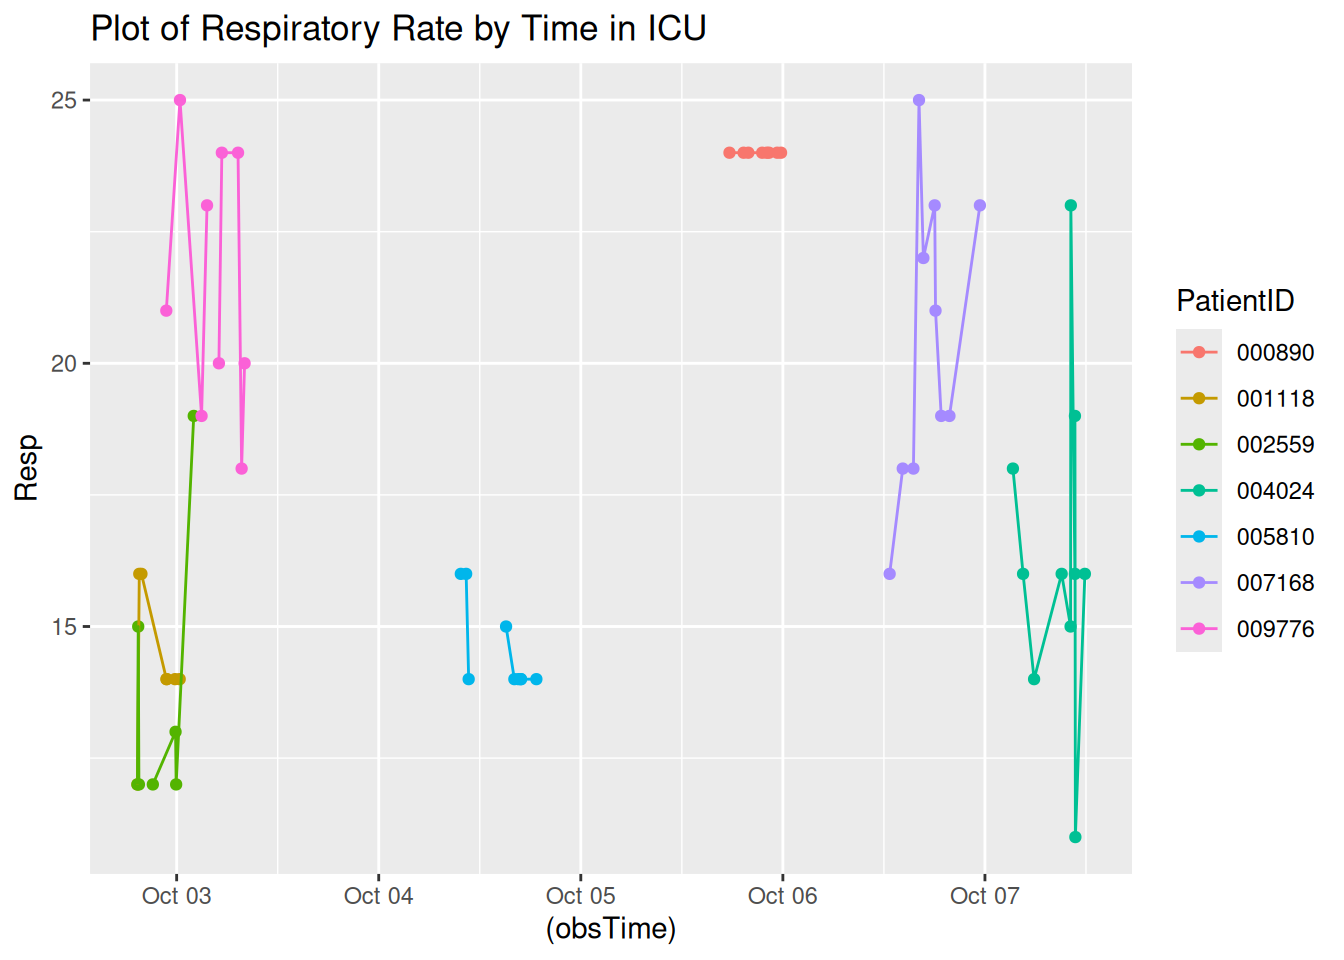 Plot of Respiratory Rate by Time in ICU
25
20
15
Resp
Oct 03
Oct 04
Oct 05
Oct 06
Oct 07
(obsTime)
PatientID
000890
001118
002559
004024
005810
007168
009776